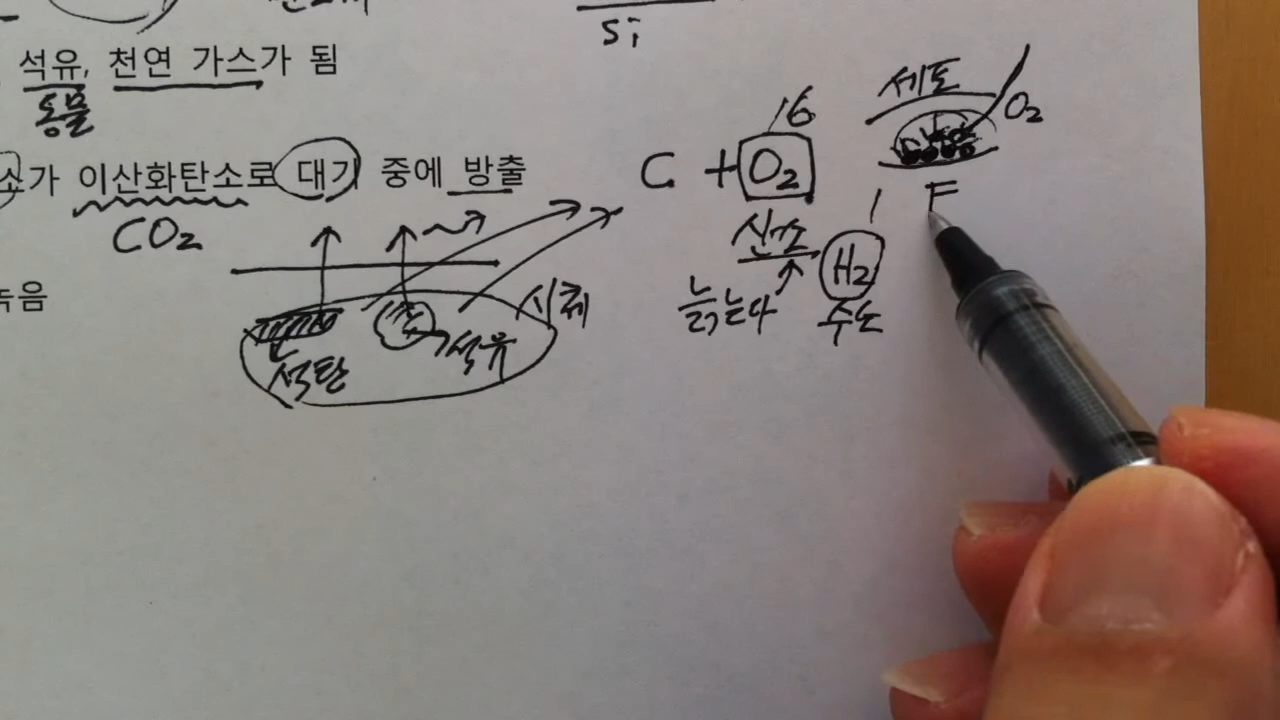 Si
석유, 천연 가스가 됨
동물
소가 이산화탄소로 대기 중에 방출
CO₂
녹음
석탄
석유
시체
세포
O₂
16
C + O₂
산소
늙는다
1
H₂
수소
F